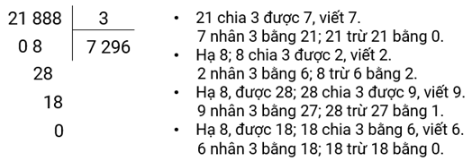 21 888 3
0 8 7 296
28
18
0
• 21 chia 3 được 7, viết 7.
7 nhân 3 bằng 21; 21 trừ 21 bằng 0.
• Hạ 8; 8 chia 3 được 2, viết 2.
2 nhân 3 bằng 6; 8 trừ 6 bằng 2.
• Hạ 8, được 28; 28 chia 3 được 9, viết 9.
9 nhân 3 bằng 27; 28 trừ 27 bằng 1.
• Hạ 8, được 18; 18 chia 3 bằng 6, viết 6.
6 nhân 3 bằng 18; 18 trừ 18 bằng 0.